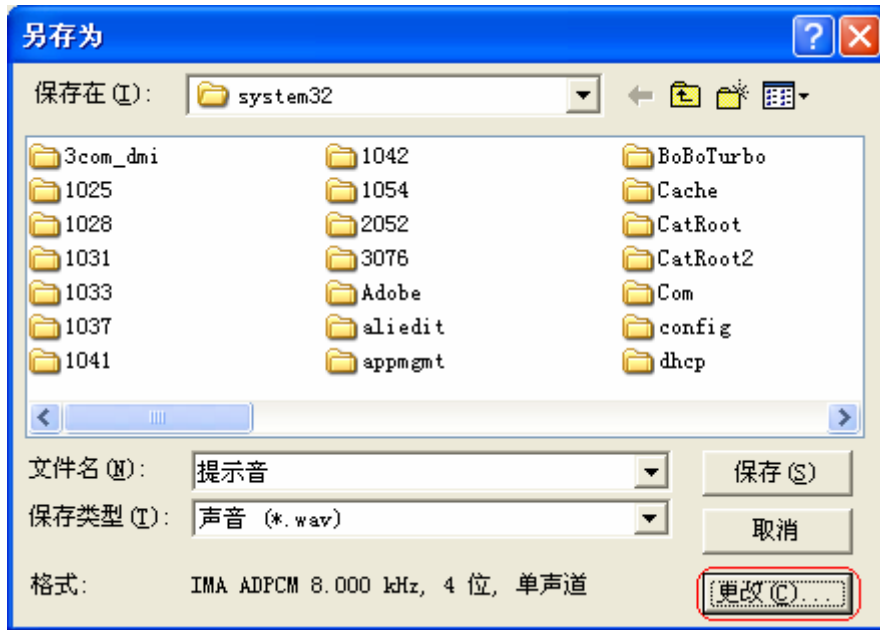 另存为
保存在(I): system32
3com_dmi 1042 BoBoTurbo
1025 1054 Cache
1028 2052 CatRoot
1031 3076 CatRoot2
1033 Adobe Com
1037 aliedit config
1041 appmgmt dhcp
文件名(N): 提示音 保存(S)
保存类型(T): 声音 (*.wav) 取消
格式: IMA ADPCM 8.000 kHz, 4 位, 单声道 更改(C)...